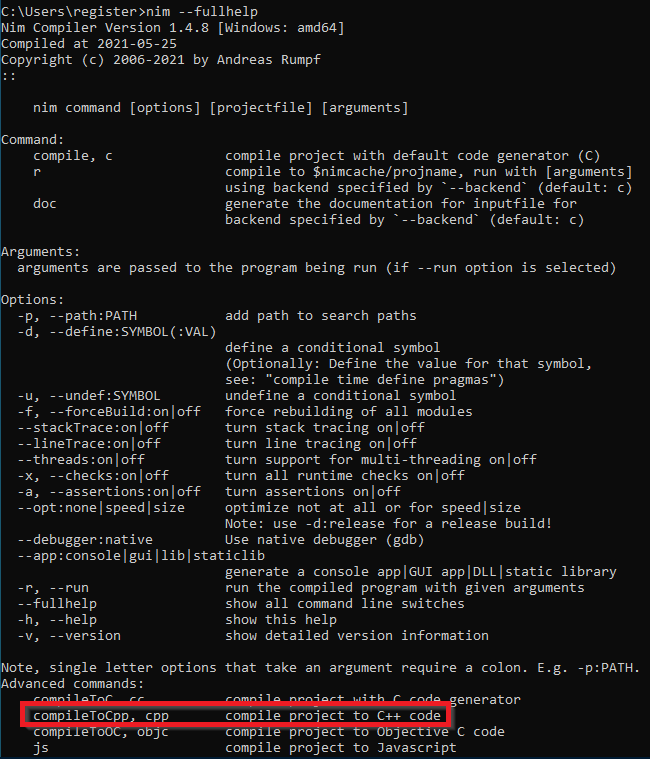 C:\Users\register>nim --fullhelp
Nim Compiler Version 1.4.8 [Windows: amd64]
Compiled at 2021-05-25
Copyright (c) 2006-2021 by Andreas Rumpf
::
nim command [options] [projectfile] [arguments]
Command:
compile, c compile project with default code generator (C)
r compile to $nimcache/projname, run with [arguments]
using backend specified by `--backend` (default: c)
doc generate the documentation for inputfile for
backend specified by `--backend` (default: c)
Arguments:
arguments are passed to the program being run (if --run option is selected)
Options:
-p, --path:PATH add path to search paths
-d, --define:SYMBOL(:VAL)
define a conditional symbol
(Optionally: Define the value for that symbol,
see: "compile time define pragmas")
-u, --undef:SYMBOL undefine a conditional symbol
-f, --forceBuild:on|off force rebuilding of all modules
--stackTrace:on|off turn stack tracing on|off
--lineTrace:on|off turn line tracing on|off
--threads:on|off turn support for multi-threading on|off
-x, --checks:on|off turn all runtime checks on|off
-a, --assertions:on|off turn assertions on|off
--opt:none|speed|size optimize not at all or for speed|size
Note: use -d:release for a release build!
--debugger:native Use native debugger (gdb)
--app:console|gui|lib|staticlib
generate a console app|GUI app|DLL|static library
-r, --run run the compiled program with given arguments
--fullhelp show all command line switches
-h, --help show this help
-v, --version show detailed version information
Note, single letter options that take an argument require a colon. E.g. -p:PATH.
Advanced commands:
compileToC, cc compile project with C code generator
compileToCpp, cpp compile project to C++ code
compileToOC, objc compile project to Objective C code
js compile project to Javascript